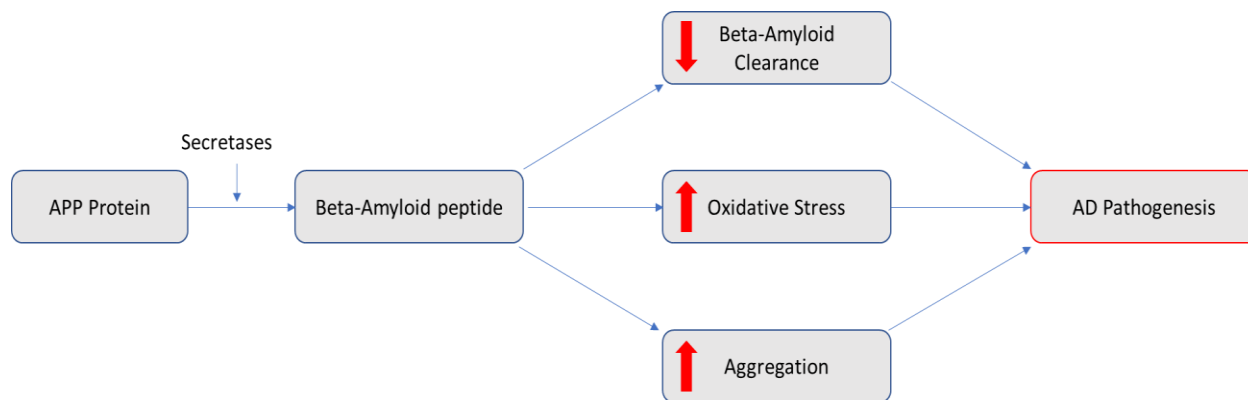 Beta-Amyloid
Clearance
Secretases
APP Protein
Beta-Amyloid peptide
Oxidative Stress
AD Pathogenesis
Aggregation